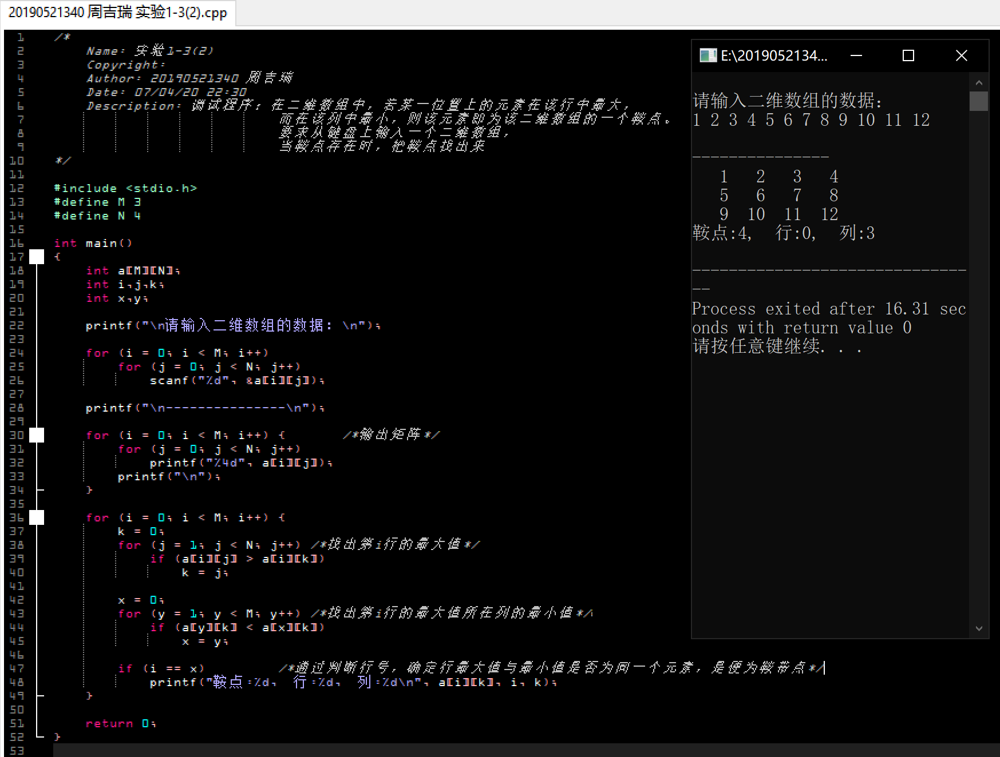 20190521340 周吉瑞 实验1-3(2).cpp
1 /*
2 Name: 实验1-3(2)
3 Copyright:
4 Author: 20190521340 周吉瑞
5 Date: 07/04/20 22:30
6 Description: 调试程序：在二维数组中，若某一位置上的元素在该行中最大，
7 而在该列中最小，则该元素即为该二维数组的一个鞍点。
8 要求从键盘上输入一个二维数组，
9 当鞍点存在时，把鞍点找出来
10 */
11
12 #include <stdio.h>
13 #define M 3
14 #define N 4
15
16 int main()
17 {
18 int a[M][N];
19 int i,j,k;
20 int x,y;
21
22 printf("\n请输入二维数组的数据：\n");
23
24 for (i = 0; i < M; i++)
25 for (j = 0; j < N; j++)
26 scanf("%d", &a[i][j]);
27
28 printf("\n---------------\n");
29
30 for (i = 0; i < M; i++) { /*输出矩阵*/
31 for (j = 0; j < N; j++)
32 printf("%4d", a[i][j]);
33 printf("\n");
34 }
35
36 for (i = 0; i < M; i++) {
37 k = 0;
38 for (j = 1; j < N; j++) /*找出第i行的最大值*/
39 if (a[i][j] > a[i][k])
40 k = j;
41
42 x = 0;
43 for (y = 1; y < M; y++) /*找出第i行的最大值所在列的最小值*/
44 if (a[y][k] < a[x][k])
45 x = y;
46
47 if (i == x) /*通过判断行号，确定行最大值与最小值是否为同一个元素，是便为鞍蒂点*/
48 printf("鞍点:%d, 行:%d, 列:%d\n", a[i][k], i, k);
49 }
50
51 return 0;
52 }
53
E:\2019052134...
请输入二维数组的数据：
1 2 3 4 5 6 7 8 9 10 11 12
---------------
1 2 3 4
5 6 7 8
9 10 11 12
鞍点:4, 行:0, 列:3
------------------------------
--
Process exited after 16.31 sec
onds with return value 0
请按任意键继续. . .